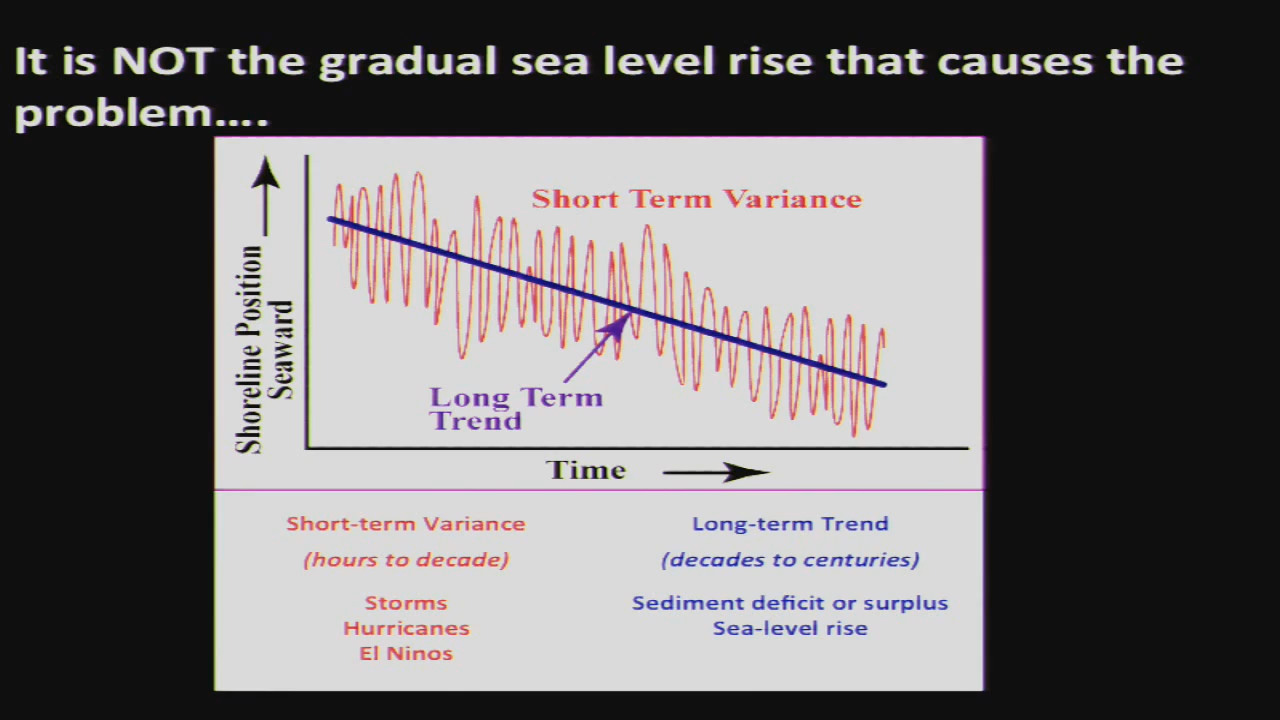 It is NOT the gradual sea level rise that causes the
problem....
Short Term Variance
Shoreline Position
Seaward
Long Term
Trend
Time
Short-term Variance
(hours to decade)
Storms
Hurricanes
El Ninos
Long-term Trend
(decades to centuries)
Sediment deficit or surplus
Sea-level rise